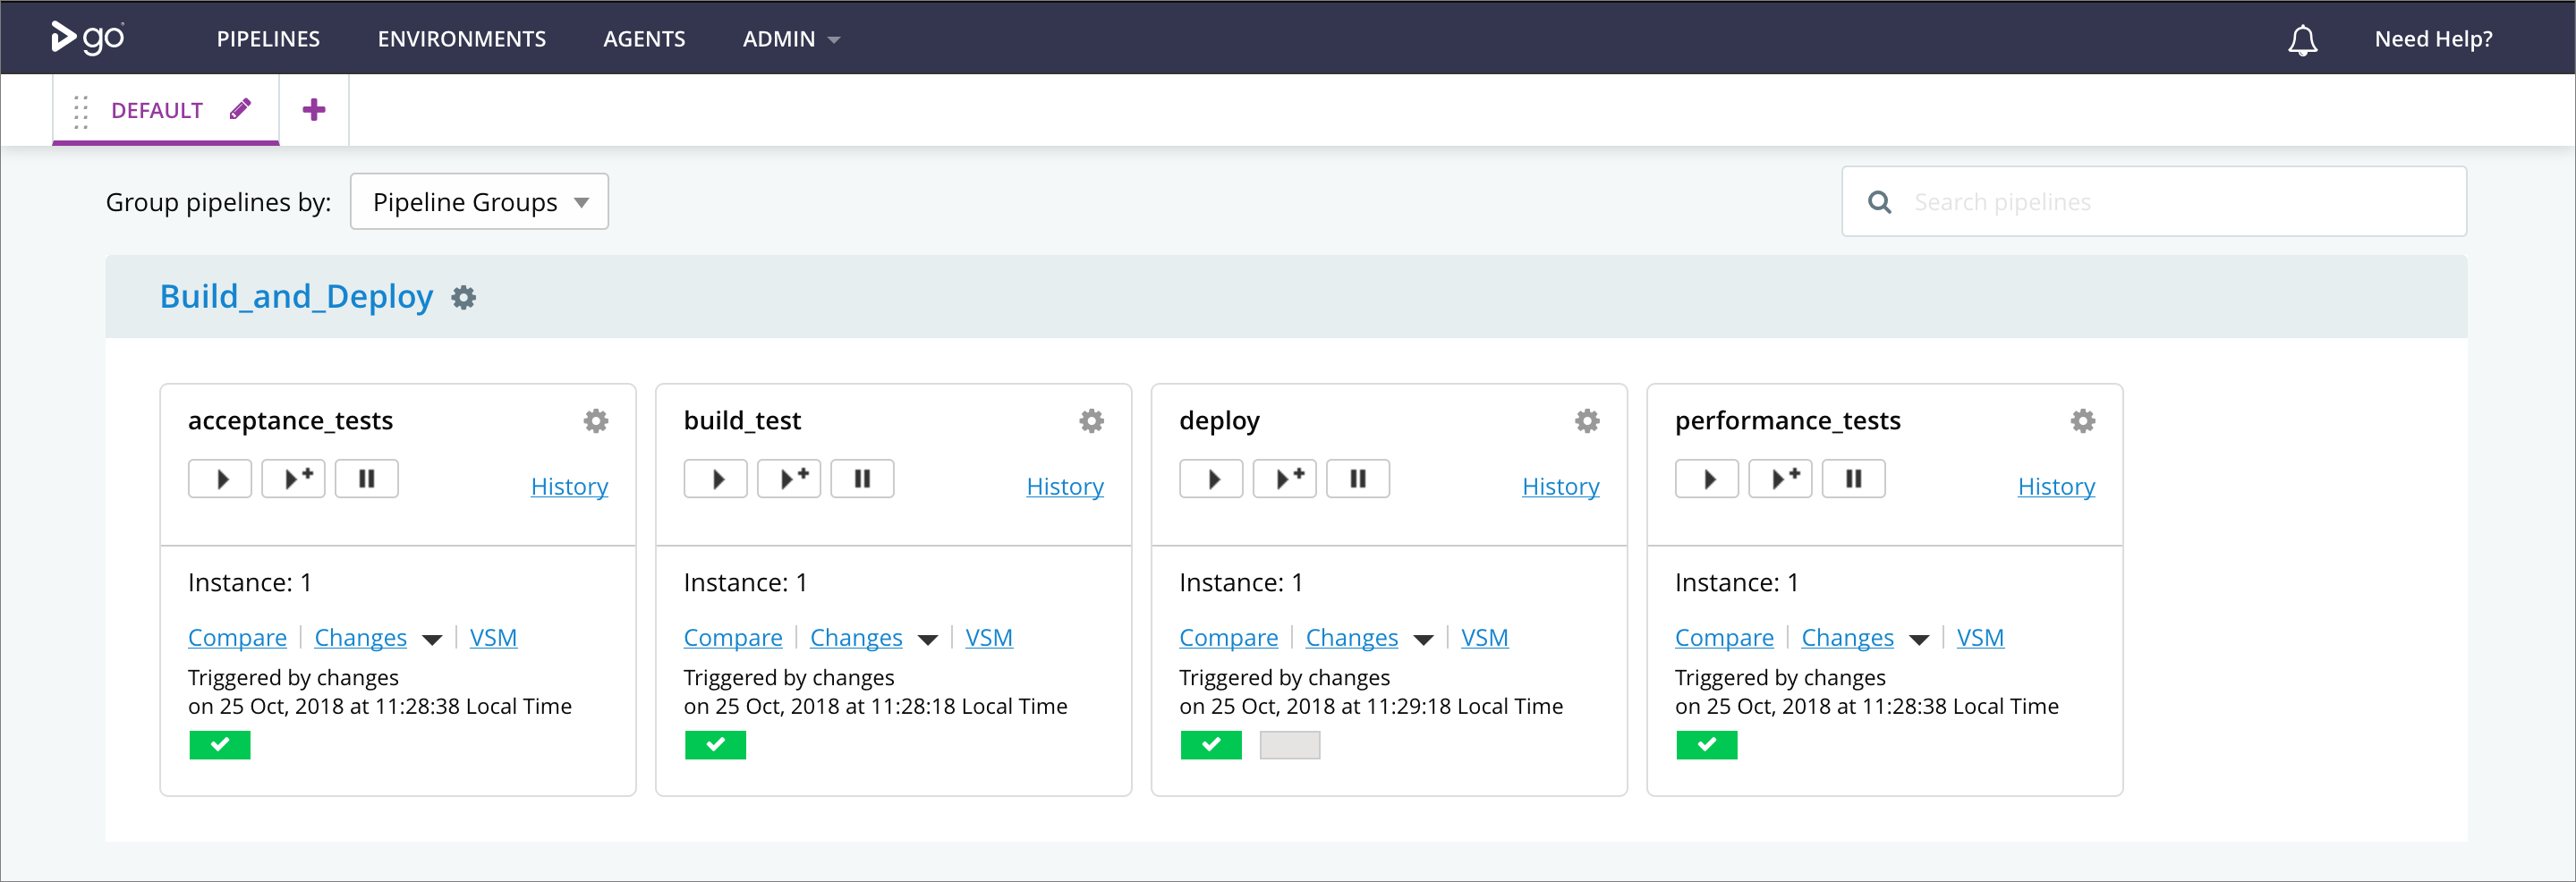 go
PIPELINES ENVIRONMENTS AGENTS ADMIN Need Help?
DEFAULT
Group pipelines by: Pipeline Groups Search pipelines
Build_and_Deploy
acceptance_tests
History
Instance: 1
Compare Changes VSM
Triggered by changes
on 25 Oct, 2018 at 11:28:38 Local Time
build_test
History
Instance: 1
Compare Changes VSM
Triggered by changes
on 25 Oct, 2018 at 11:28:18 Local Time
deploy
History
Instance: 1
Compare Changes VSM
Triggered by changes
on 25 Oct, 2018 at 11:29:18 Local Time
performance_tests
History
Instance: 1
Compare Changes VSM
Triggered by changes
on 25 Oct, 2018 at 11:28:38 Local Time